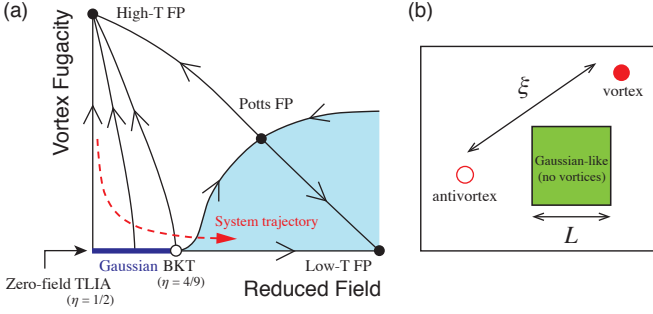 (a)
High-T FP
Vortex Fugacity
Potts FP
System trajectory
Gaussian BKT
(η = 4/9)
Low-T FP
Zero-field TLIA
(η = 1/2)
Reduced Field
(b)
ξ
vortex
antivortex
Gaussian-like
(no vortices)
L